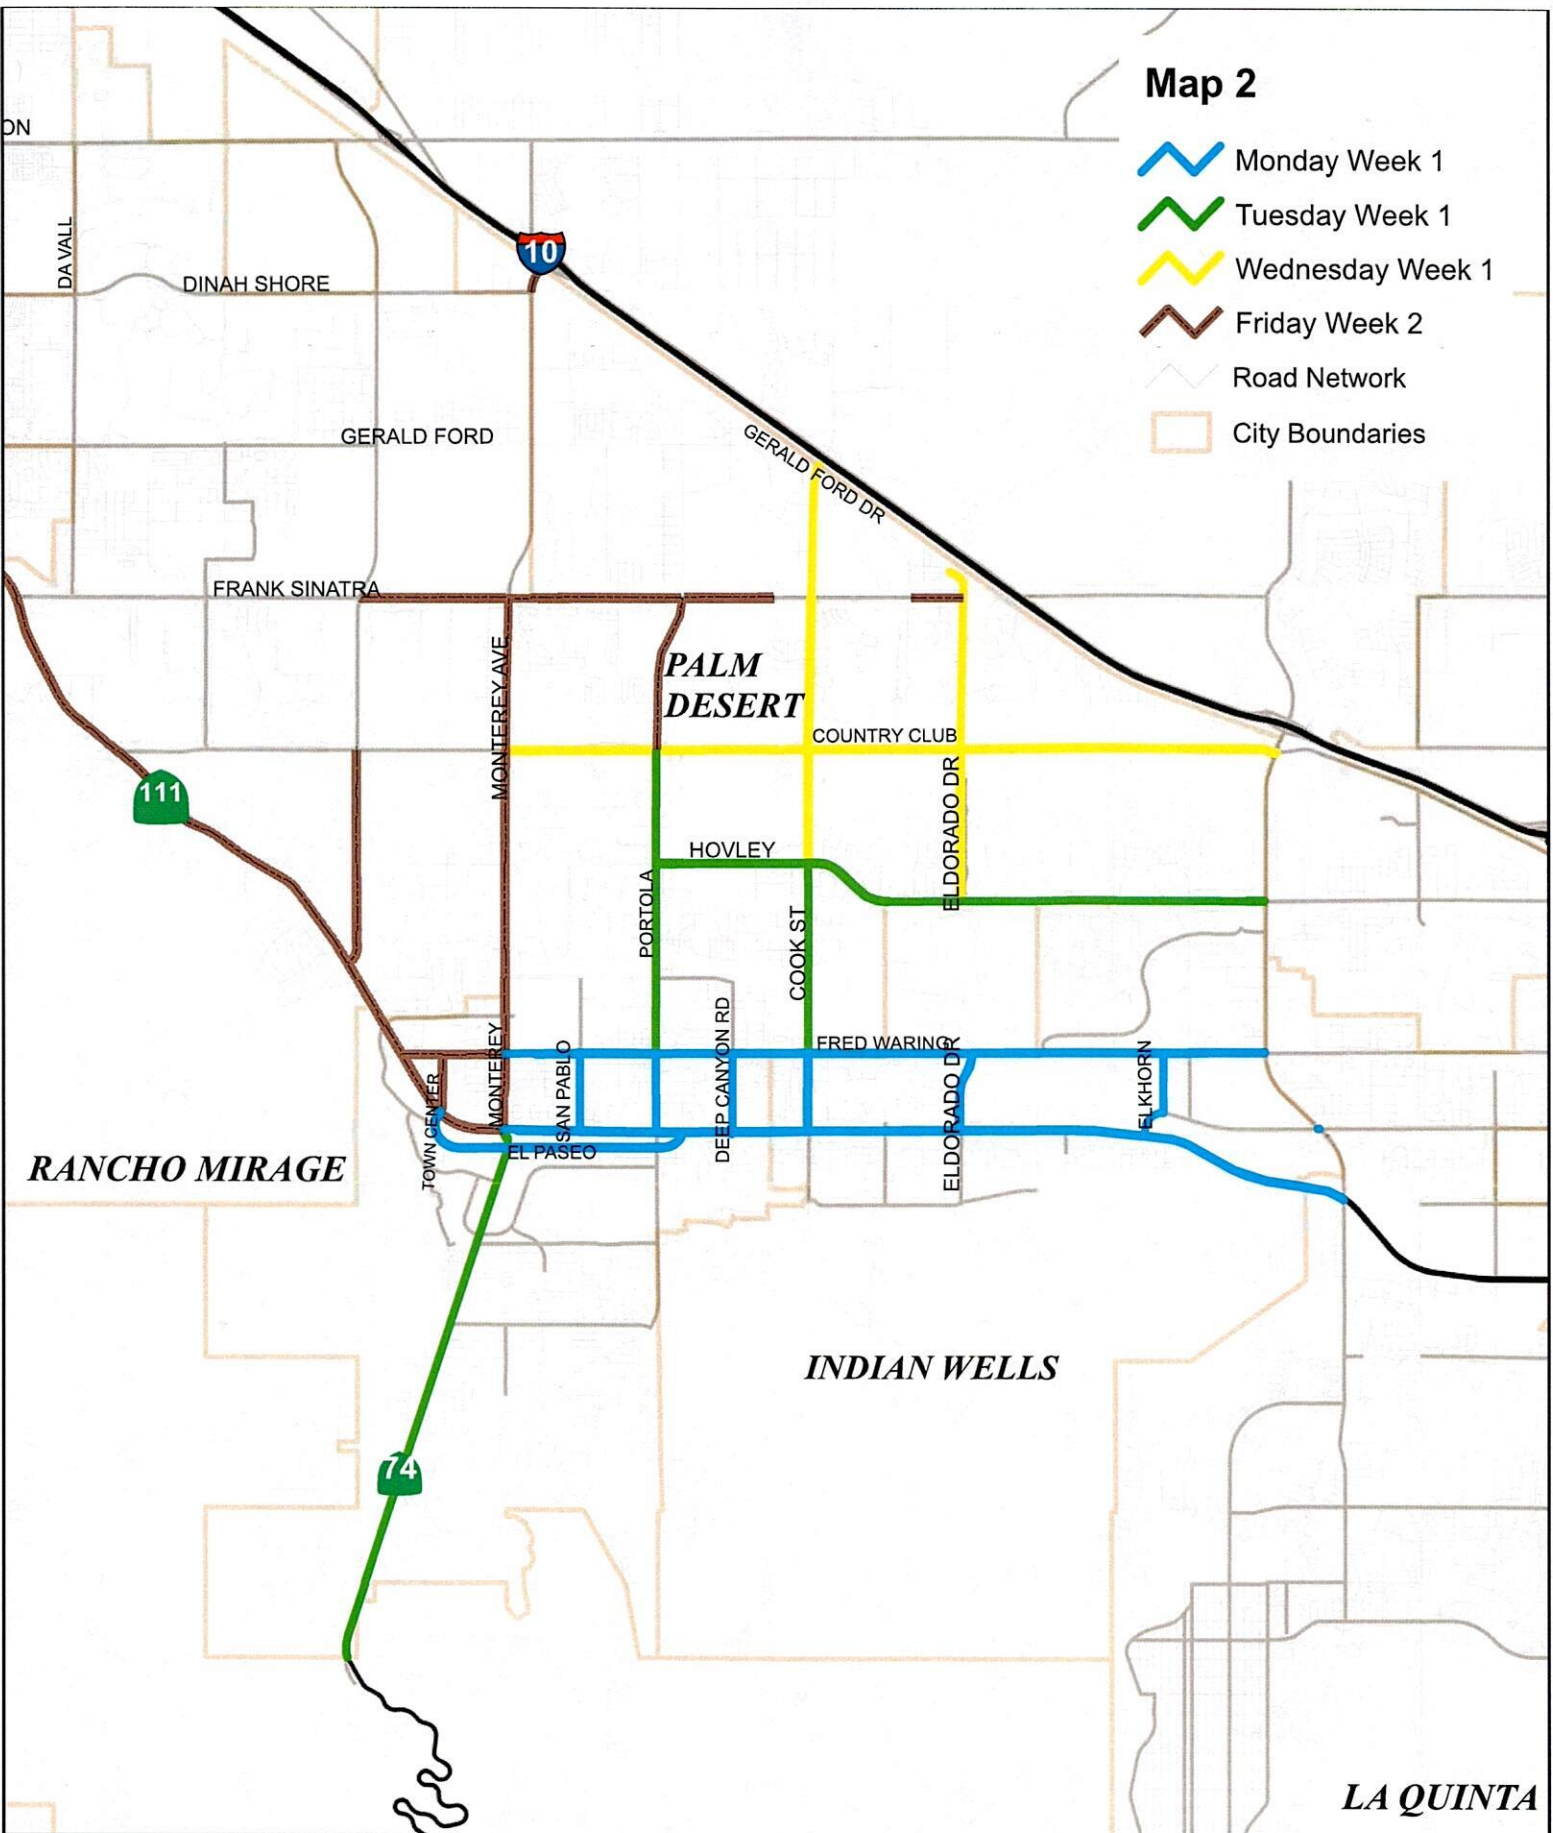 Map 2
Monday Week 1
Tuesday Week 1
Wednesday Week 1
Friday Week 2
Road Network
City Boundaries
ON
DA VALL
10
DINAH SHORE
GERALD FORD
GERALD FORD DR
FRANK SINATRA
MONTEREY AVE
PALM
DESERT
COUNTRY CLUB
111
ELDORADO DR
HOVLEY
PORTOLA
COOK ST
DEEP CANYON RD
FRED WARING
MONTEREY
SAN PABLO
ELDORADO DR
ELKHORN
TOWN CENTER
EL PASEO
RANCHO MIRAGE
INDIAN WELLS
74
LA QUINTA